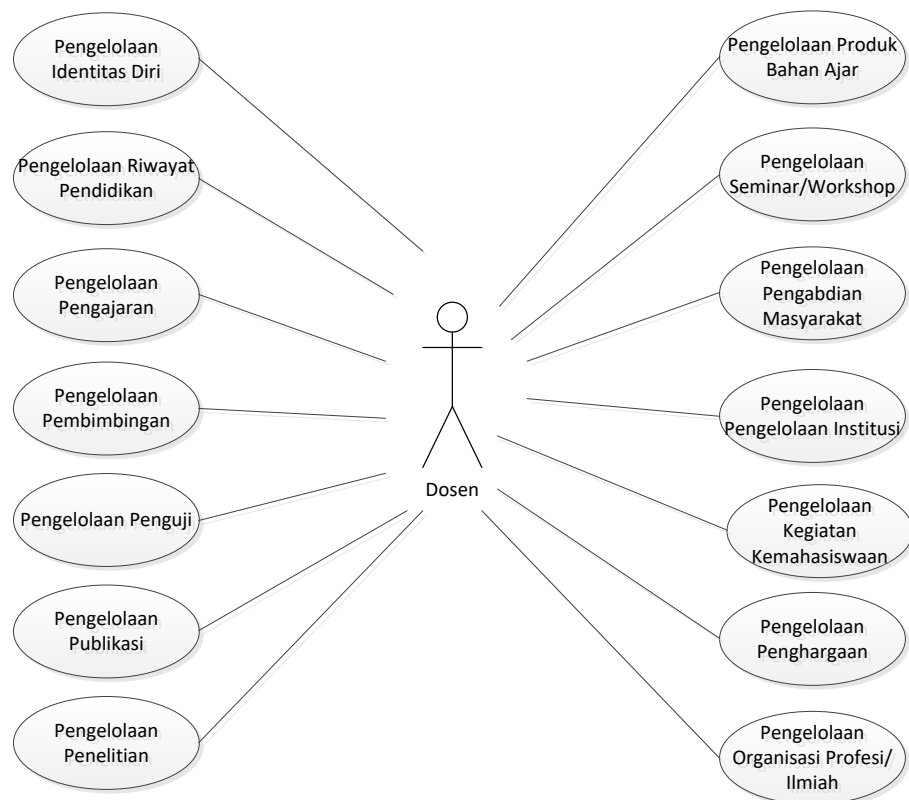 Pengelolaan
Identitas Diri
Pengelolaan Riwayat
Pendidikan
Pengelolaan
Pengajaran
Pengelolaan
Pembimbingan
Pengelolaan Penguji
Pengelolaan
Publikasi
Pengelolaan
Penelitian
Dosen
Pengelolaan Produk
Bahan Ajar
Pengelolaan
Seminar/Workshop
Pengelolaan
Pengabdian
Masyarakat
Pengelolaan
Pengelolaan Institusi
Pengelolaan
Kegiatan
Kemahasiswaan
Pengelolaan
Penghargaan
Pengelolaan
Organisasi Profesi/
Ilmiah